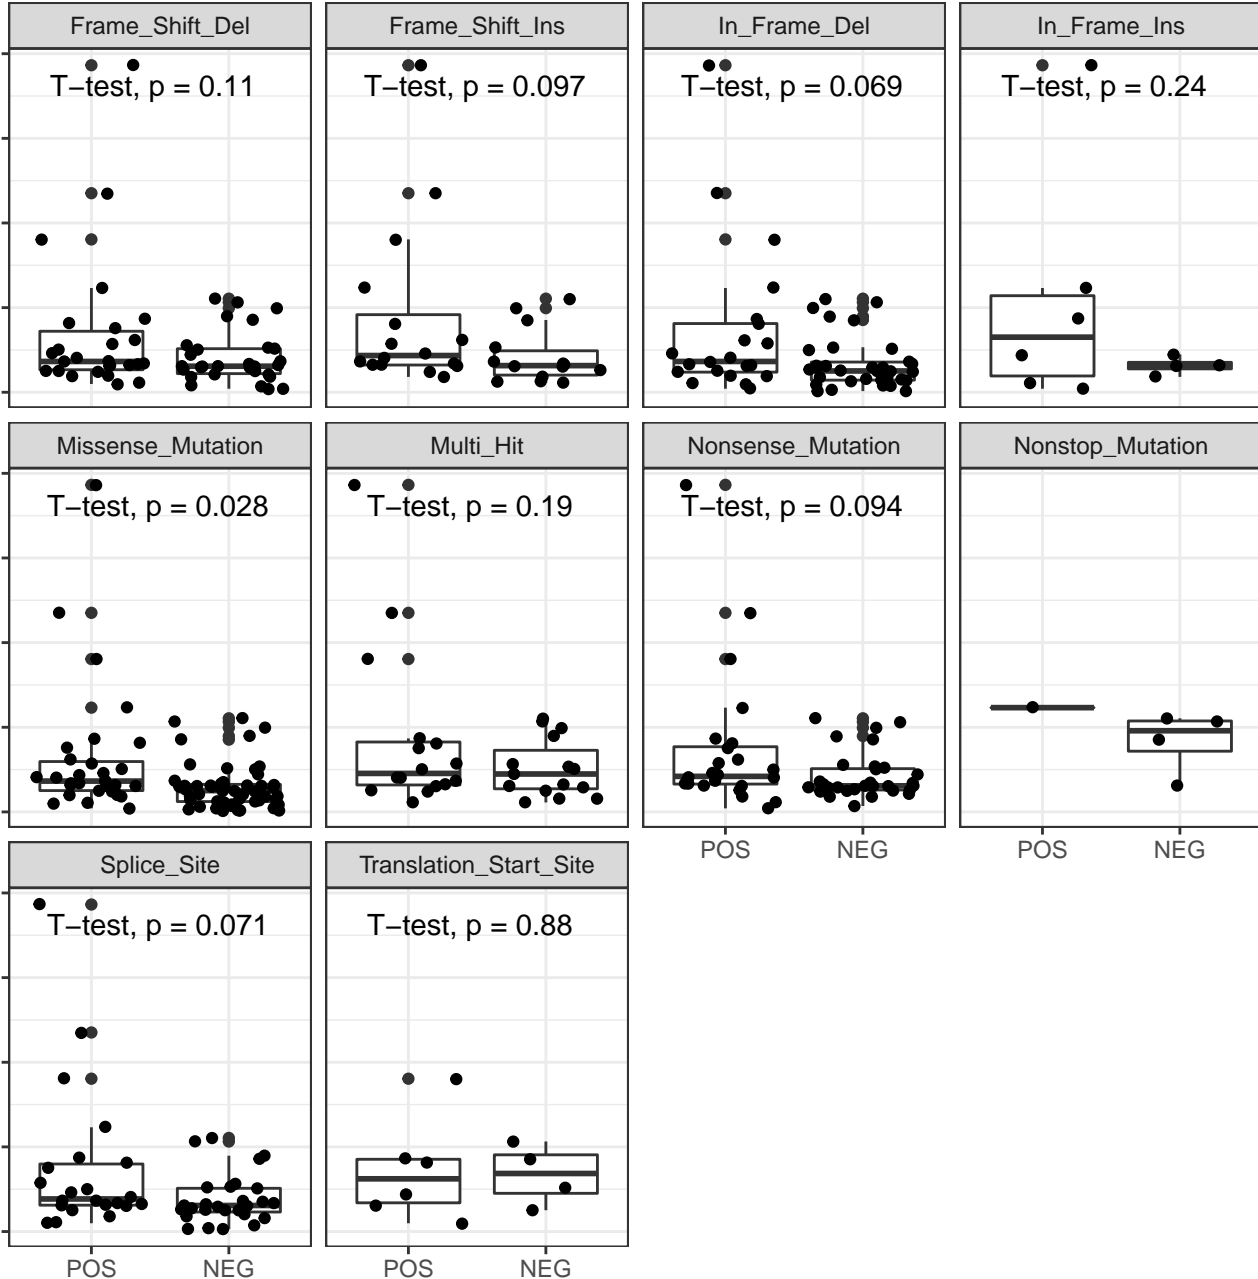 Frame_Shift_Del
Frame_Shift_Ins
In_Frame_Del
In_Frame_Ins
T−test, p = 0.11
T−test, p = 0.097
T−test, p = 0.069
T−test, p = 0.24
Missense_Mutation
Multi_Hit
Nonsense_Mutation
Nonstop_Mutation
T−test, p = 0.028
T−test, p = 0.19
T−test, p = 0.094
POS
NEG
POS
NEG
Splice_Site
Translation_Start_Site
T−test, p = 0.071
T−test, p = 0.88
POS
NEG
POS
NEG